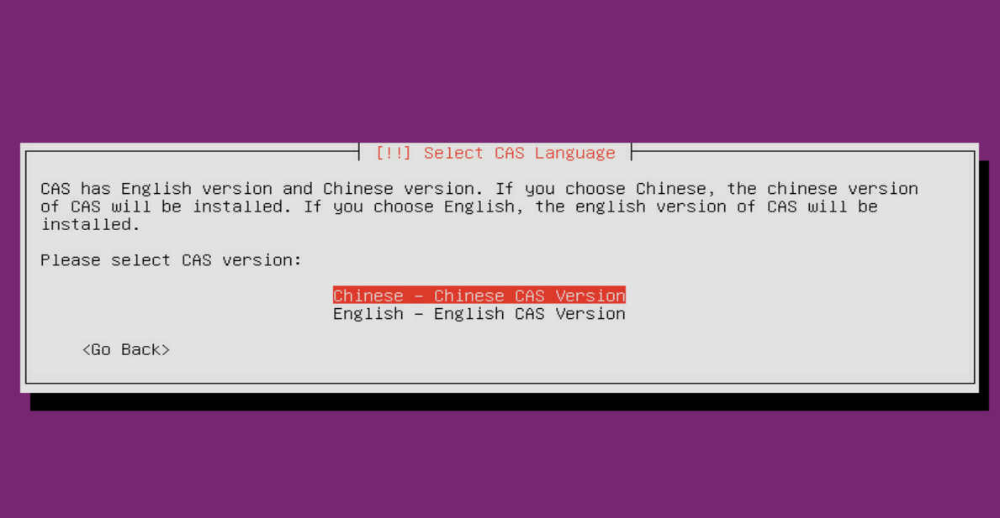 [!!] Select CAS Language
CAS has English version and Chinese version. If you choose Chinese, the chinese version
of CAS will be installed. If you choose English, the english version of CAS will be
installed.
Please select CAS version:
Chinese - Chinese CAS Version
English - English CAS Version
<Go Back>